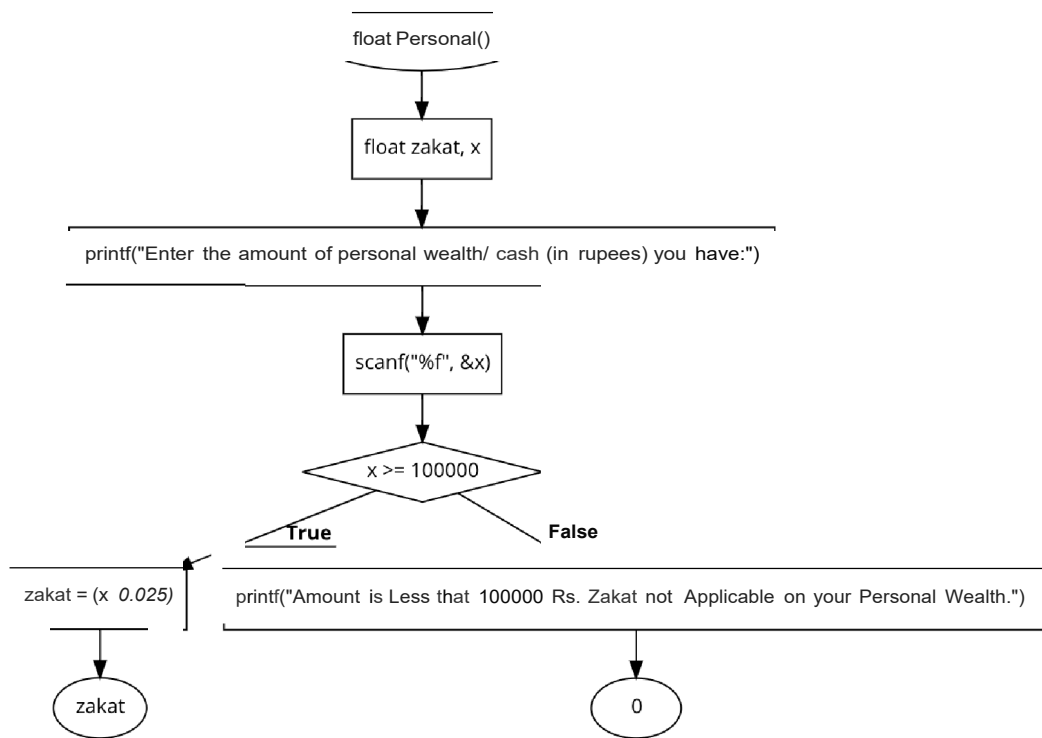 float Personal()
float zakat, x
printf("Enter the amount of personal wealth/ cash (in rupees) you have:")
scanf("%f", &x)
x >= 100000
True
False
zakat = (x 0.025)
printf("Amount is Less that 100000 Rs. Zakat not Applicable on your Personal Wealth.")
zakat
0